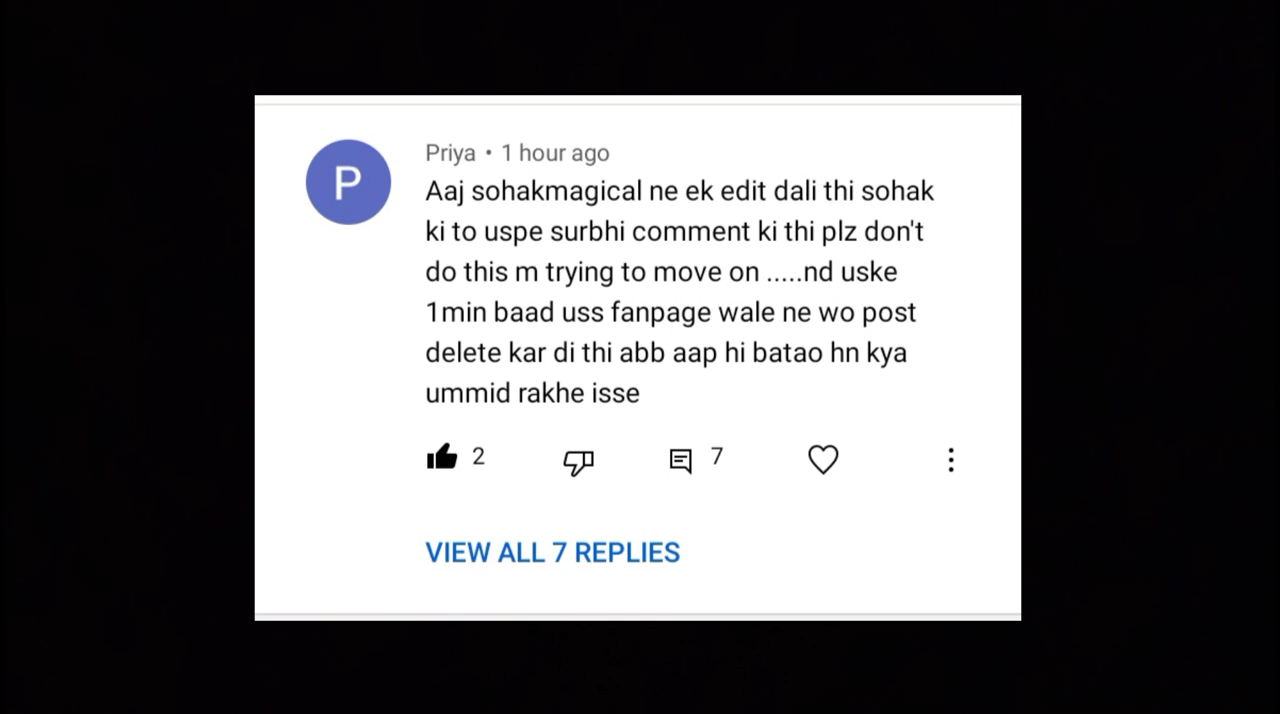 P
Priya • 1 hour ago
Aaj sohakmagical ne ek edit dali thi sohak
ki to uspe surbhi comment ki thi plz don't
do this m trying to move on .....nd uske
1min baad uss fanpage wale ne wo post
delete kar di thi abb aap hi batao hn kya
ummid rakhe isse
2 7
VIEW ALL 7 REPLIES